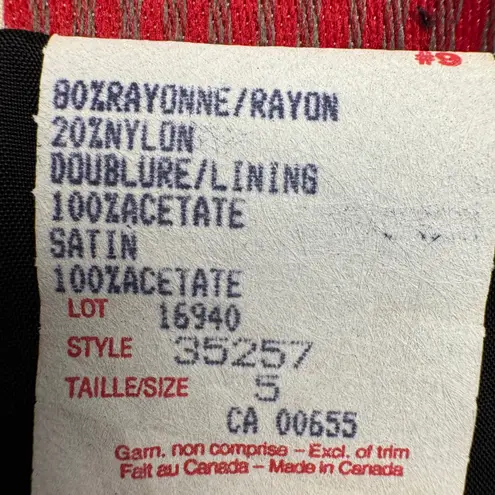 #9
80%RAYONNE/RAYON
20%NYLON
DOUBLURE/LINING
100%ACETATE
SATIN
100%ACETATE
LOT 16940
STYLE 35257
TAILLE/SIZE 5
CA 00655
Garn. non comprise – Excl. of trim
Fait au Canada – Made in Canada